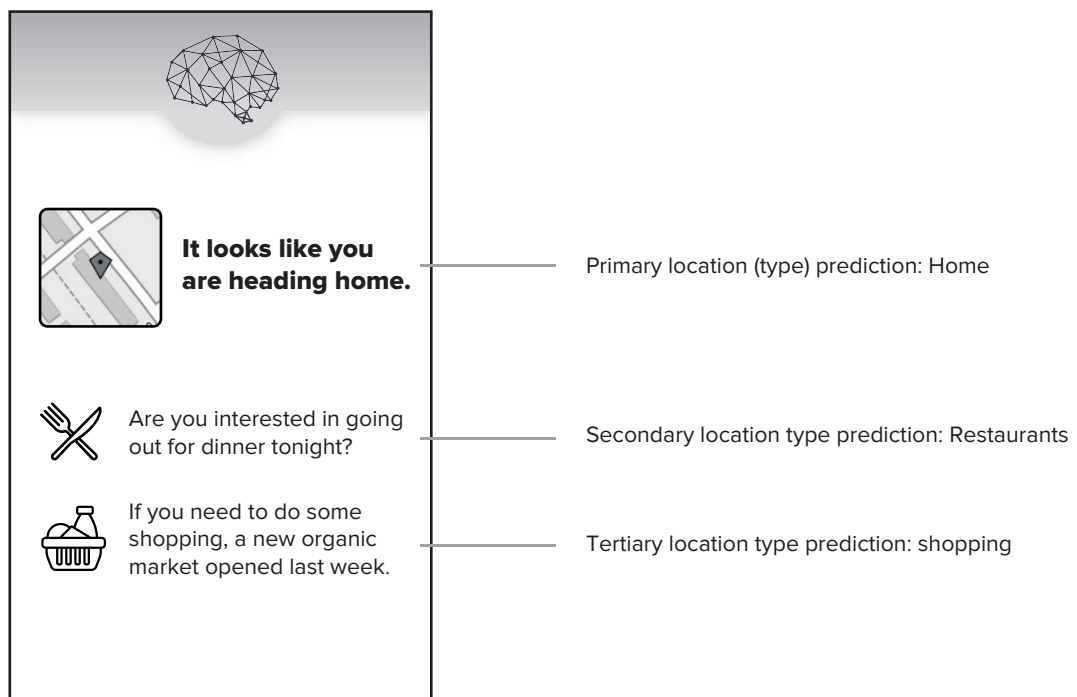 It looks like you
are heading home.
Primary location (type) prediction: Home
Are you interested in going
out for dinner tonight?
Secondary location type prediction: Restaurants
If you need to do some
shopping, a new organic
market opened last week.
Tertiary location type prediction: shopping